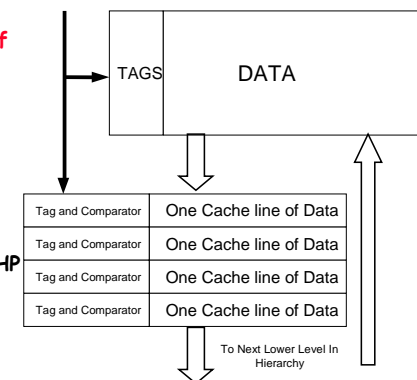 f
TAGS DATA
Tag and Comparator One Cache line of Data
Tag and Comparator One Cache line of Data
Tag and Comparator One Cache line of Data
HP
Tag and Comparator One Cache line of Data
To Next Lower Level In
Hierarchy